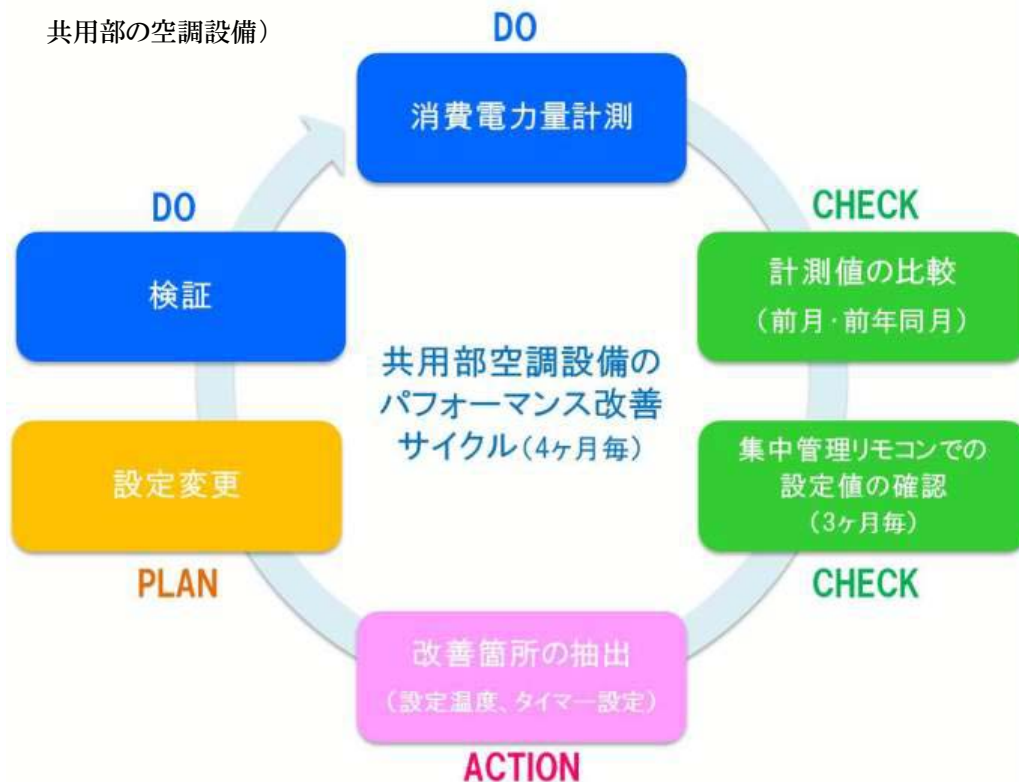 共用部の空調設備）
DO
消費電力量計測
CHECK
計測値の比較
（前月・前年同月）
集中管理リモコンでの
設定値の確認
（3ヶ月毎）
CHECK
改善箇所の抽出
（設定温度、タイマー設定）
ACTION
設定変更
PLAN
DO
検証
共用部空調設備の
パフォーマンス改善
サイクル（4ヶ月毎）